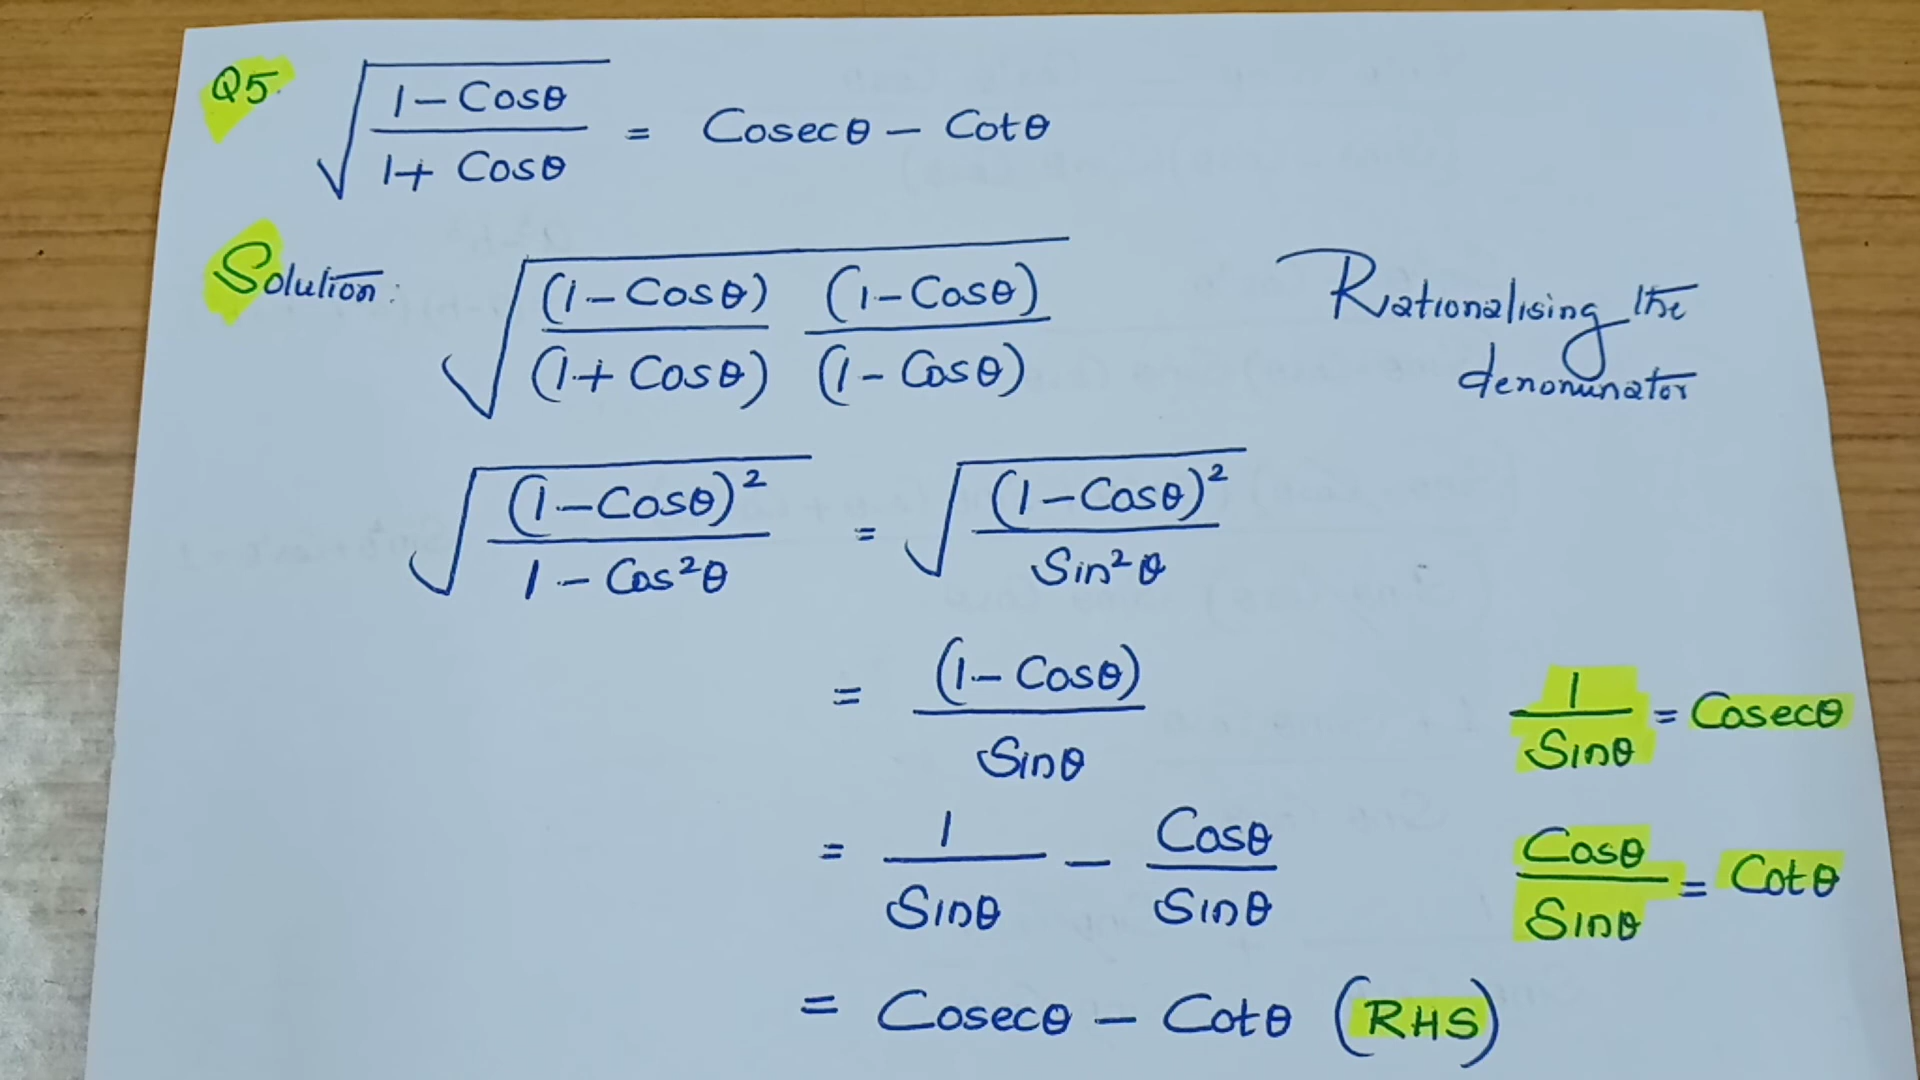 Q5. √((1 - Cosθ)/(1 + Cosθ)) = Cosecθ - Cotθ
Solution: √((1 - Cosθ)/(1 + Cosθ) (1 - Cosθ)/(1 - Cosθ)) Rationalising the
denominator
√((1 - Cosθ)²/(1 - Cos²θ)) = √((1 - Cosθ)²/Sin²θ)
= (1 - Cosθ)/Sinθ 1/Sinθ = Cosecθ
= 1/Sinθ - Cosθ/Sinθ Cosθ/Sinθ = Cotθ
= Cosecθ - Cotθ (RHS)